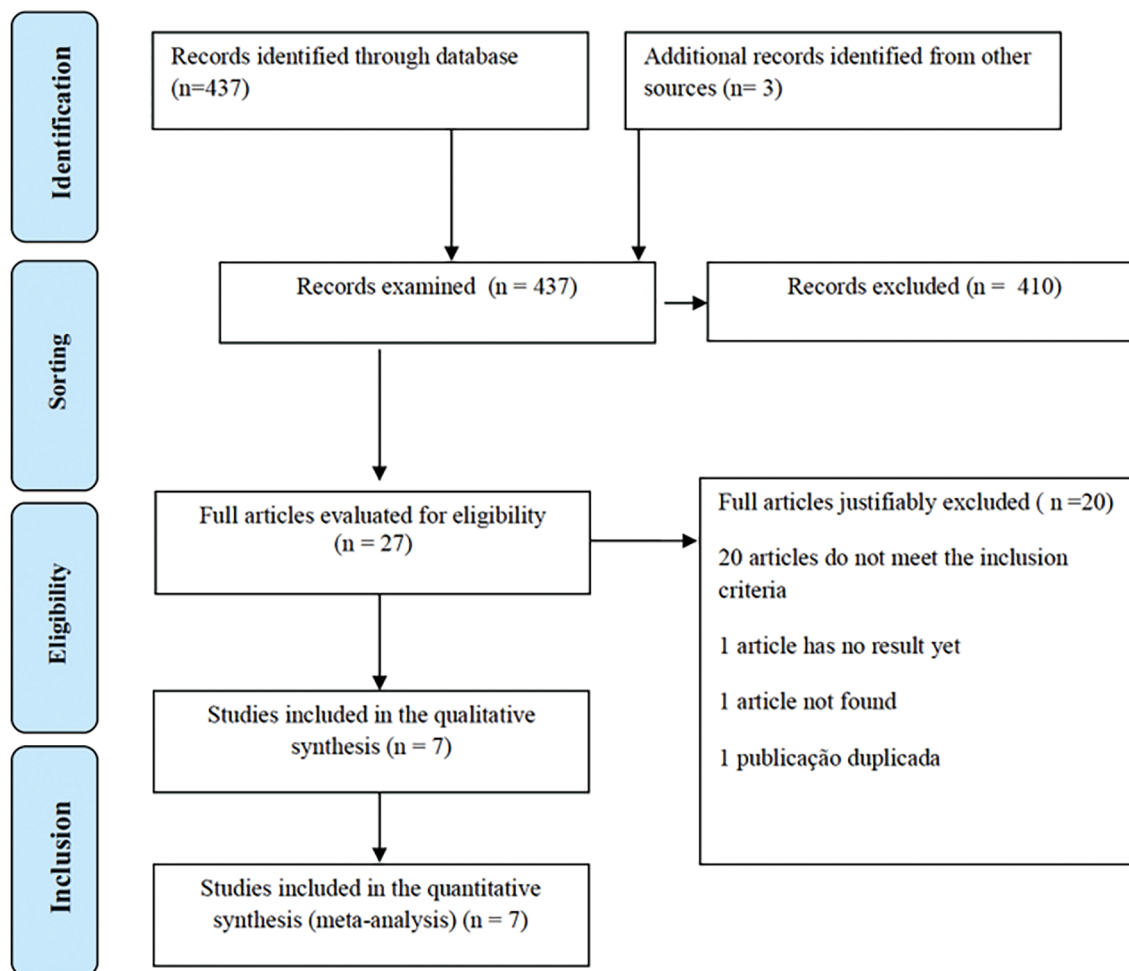 Identification
Records identified through database
(n=437)
Additional records identified from other
sources (n= 3)
Sorting
Records examined  (n = 437)
Records excluded (n =  410)
Eligibility
Full articles evaluated for eligibility
(n = 27)
Full articles justifiably excluded ( n =20)
20 articles do not meet the inclusion
criteria
1 article has no result yet
1 article not found
1 publicação duplicada
Studies included in the qualitative
synthesis (n = 7)
Inclusion
Studies included in the quantitative
synthesis (meta-analysis) (n = 7)